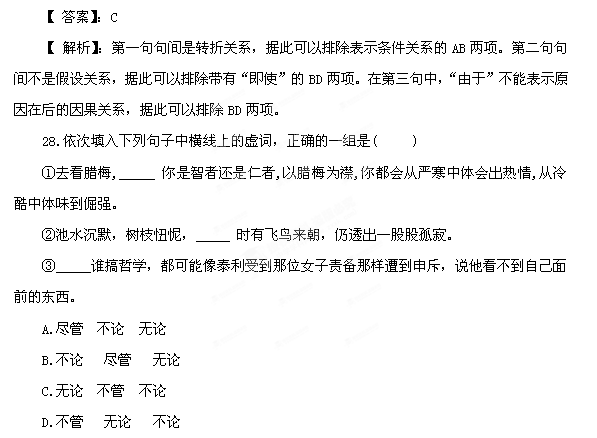 【 答案】：C
【 解析】：第一句句间是转折关系，据此可以排除表示条件关系的 AB 两项。第二句句
间不是假设关系，据此可以排除带有“即使”的 BD 两项。在第三句中，“由于”不能表示原
因在后的因果关系，据此可以排除 BD 两项。
28.依次填入下列句子中横线上的虚词，正确的一组是(     )
①去看腊梅,_____ 你是智者还是仁者,以腊梅为襟,你都会从严寒中体会出热情,从冷
酷中体味到倔强。
②池水沉默，树枝忸怩，_____ 时有飞鸟来朝，仍透出一股股孤寂。
③_____谁搞哲学，都可能像泰利受到那位女子责备那样遭到申斥，说他看不到自己面
前的东西。
A.尽管  不论  无论
B.不论   尽管   无论
C.无论  不管  不论
D.不管   无论   不论